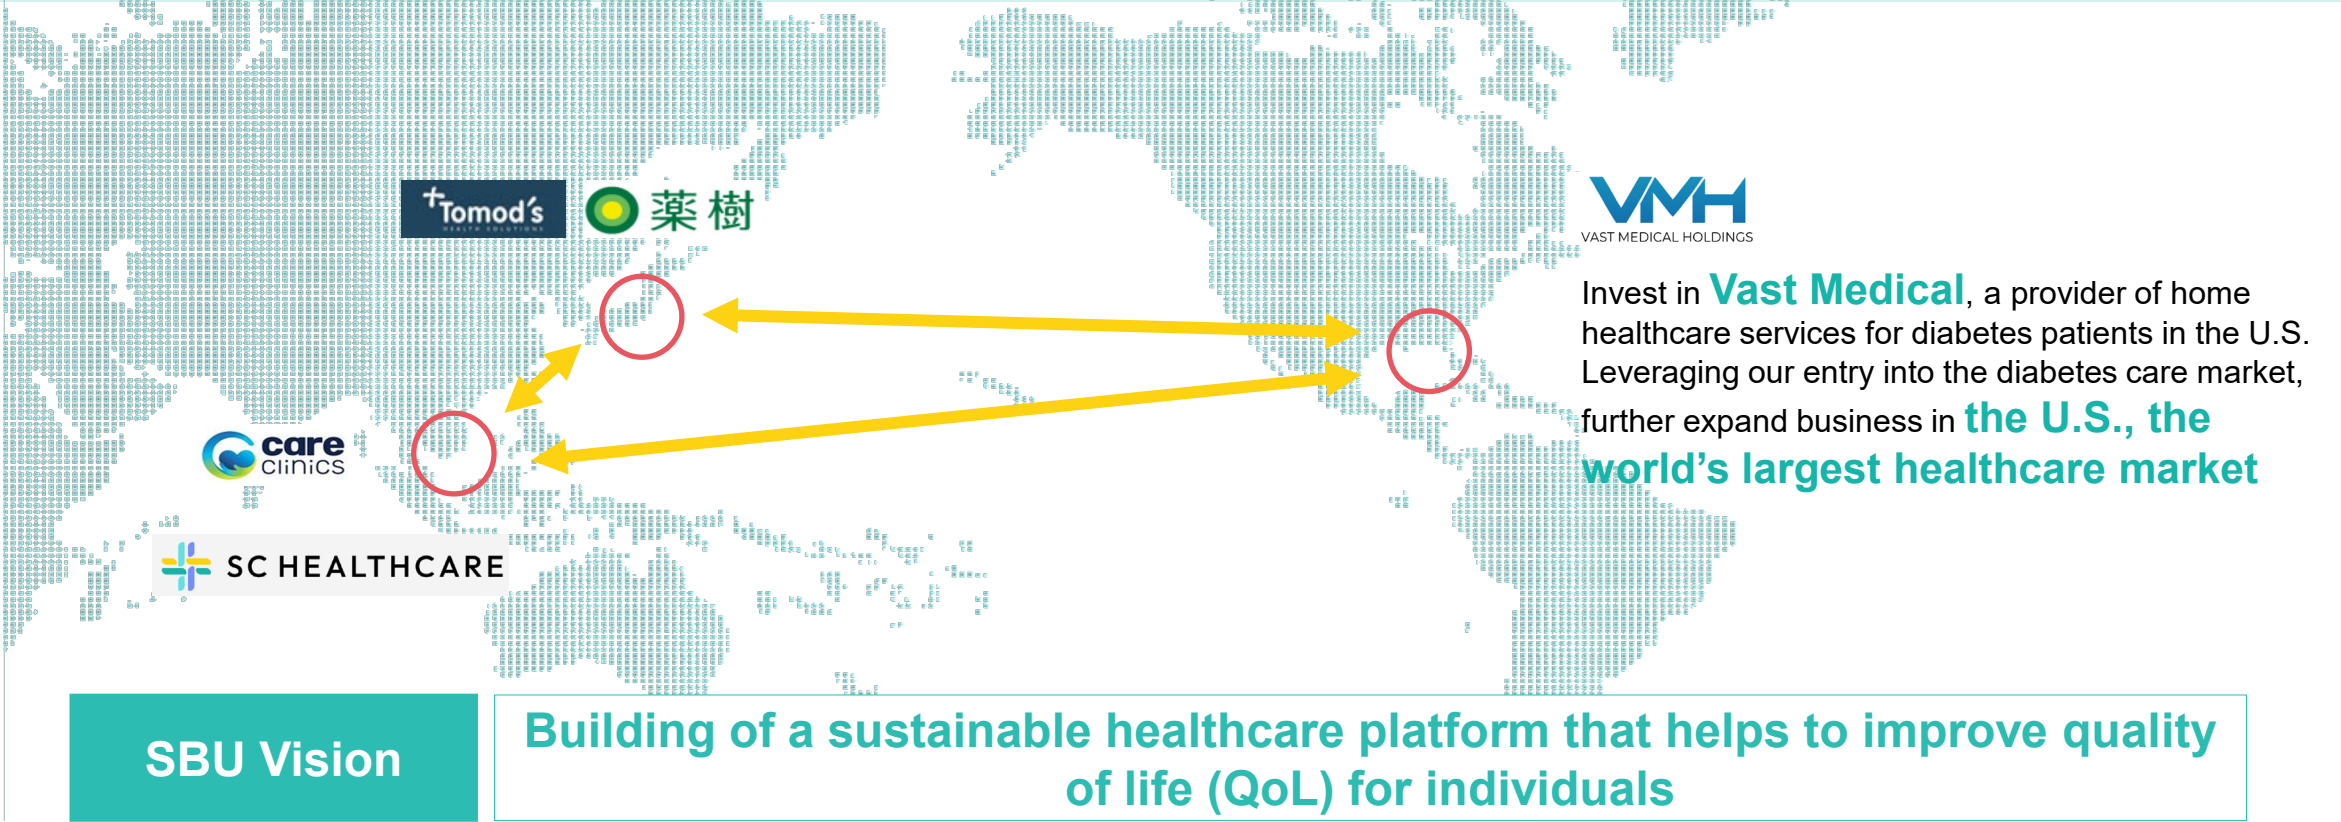 Tomod's
HEALTH SOLUTIONS
薬樹
VMH
VAST MEDICAL HOLDINGS
Invest in Vast Medical, a provider of home
healthcare services for diabetes patients in the U.S.
Leveraging our entry into the diabetes care market,
further expand business in the U.S., the
world's largest healthcare market
care
clinics
SC HEALTHCARE
SBU Vision
Building of a sustainable healthcare platform that helps to improve quality
of life (QoL) for individuals